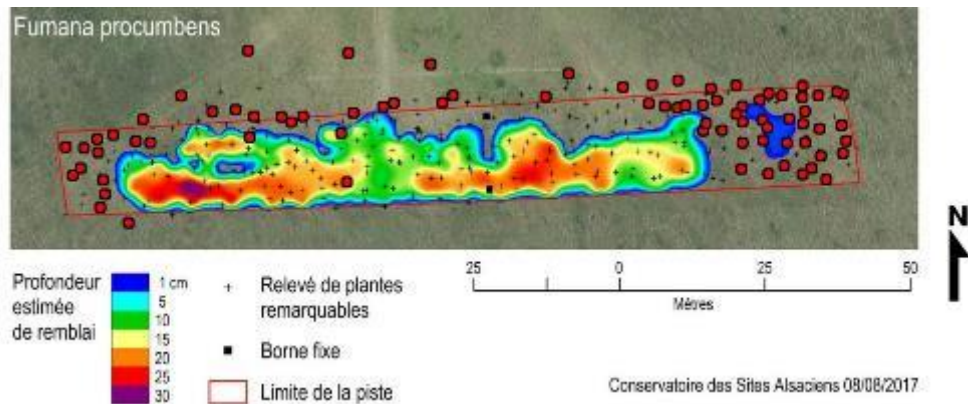 Fumana procumbens
N
Profondeur
estimée
de remblai
1 cm
5
10
15
20
25
30
Relevé de plantes
remarquables
Borne fixe
Limite de la piste
25 0 25 50
Mètres
Conservatoire des Sites Alsaciens 08/08/2017